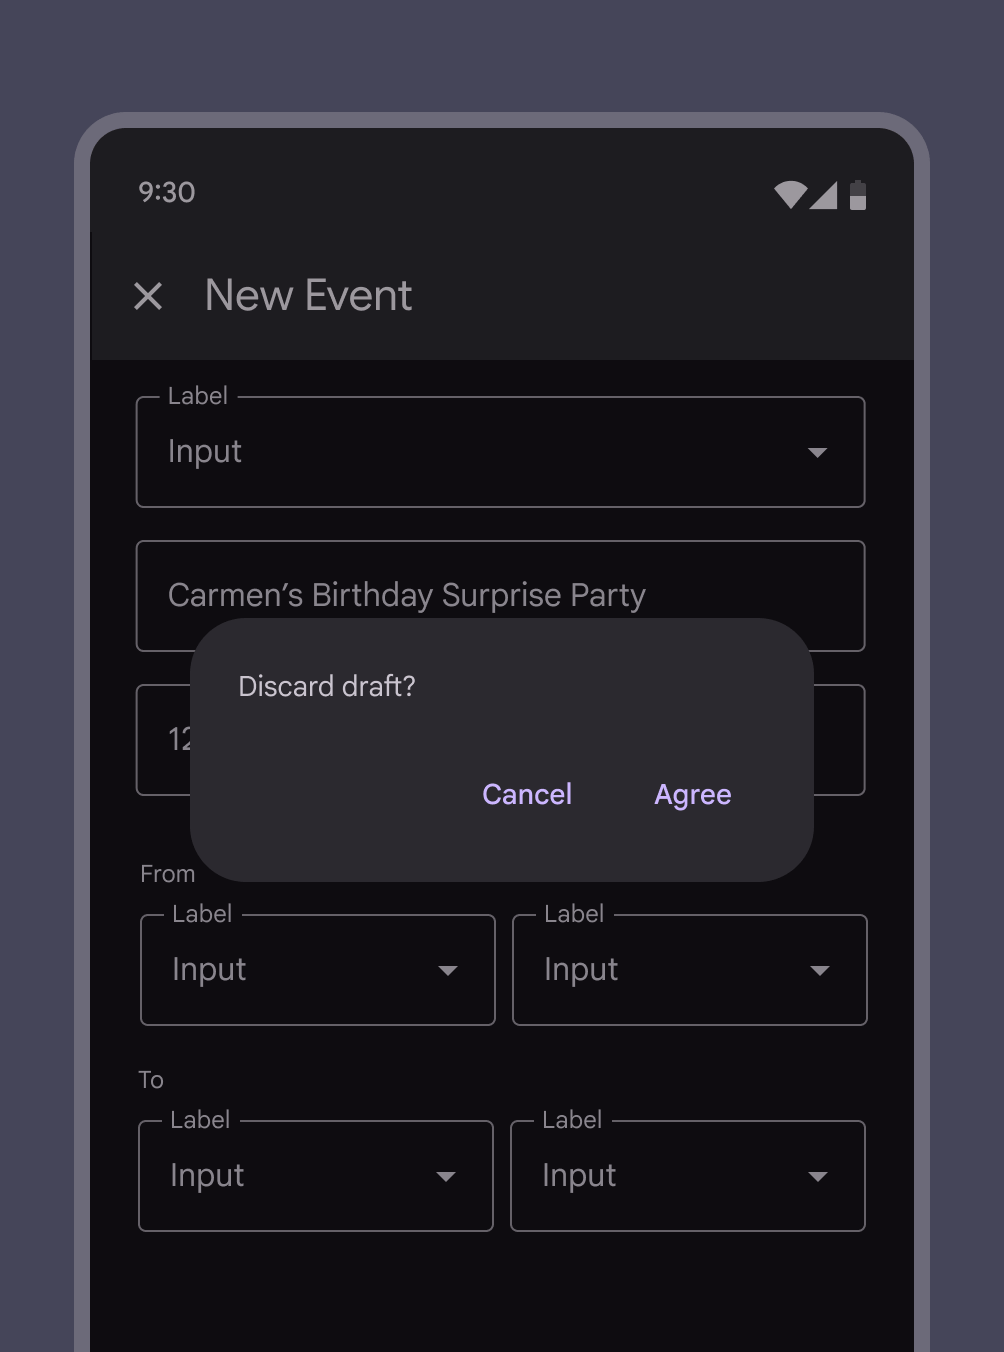 9:30
New Event
Label
Input
Carmen’s Birthday Surprise Party
Discard draft?
Cancel Agree
From
Label Label
Input Input
To
Label Label
Input Input